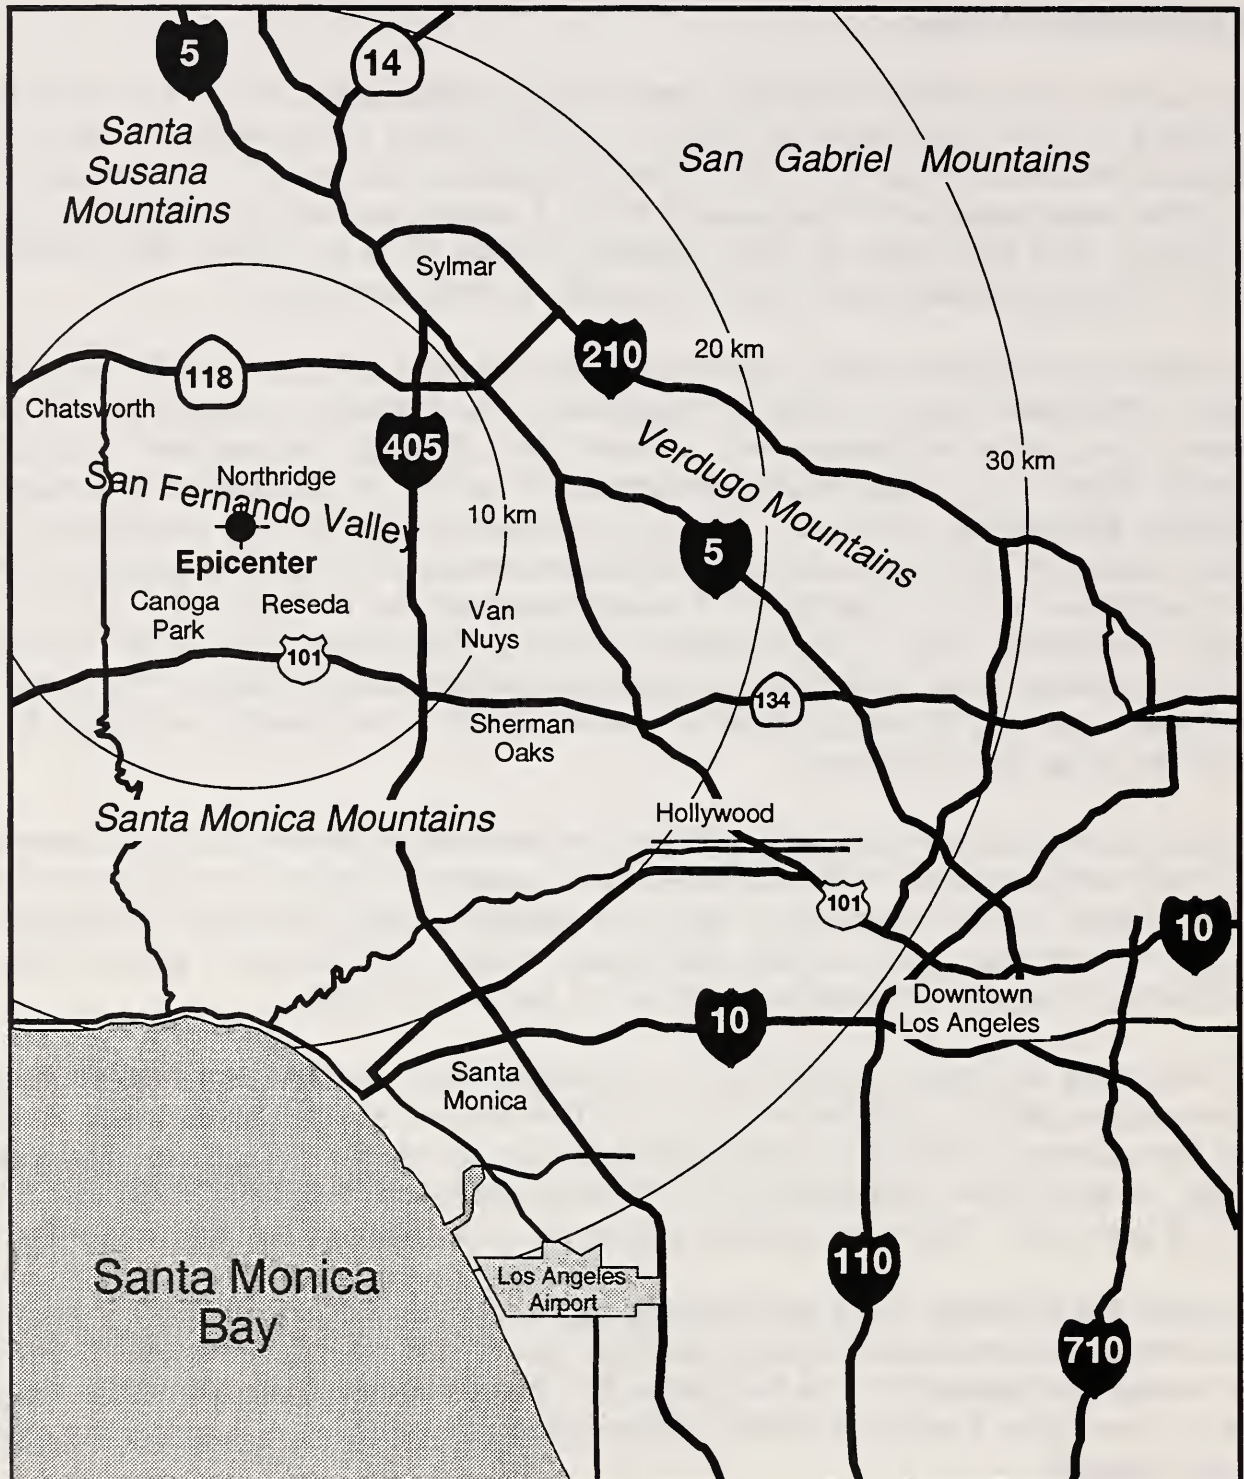 5
14
Santa
Susana
Mountains
San Gabriel Mountains
Sylmar
210
20 km
118
Chatsworth
405
Verdugo Mountains
30 km
Northridge
San Fernando Valley
10 km
Epicenter
5
Canoga
Park
Reseda
Van
Nuys
101
134
Sherman
Oaks
Santa Monica Mountains
Hollywood
101
10
Downtown
Los Angeles
10
Santa
Monica
Santa Monica
Bay
Los Angeles
Airport
110
710